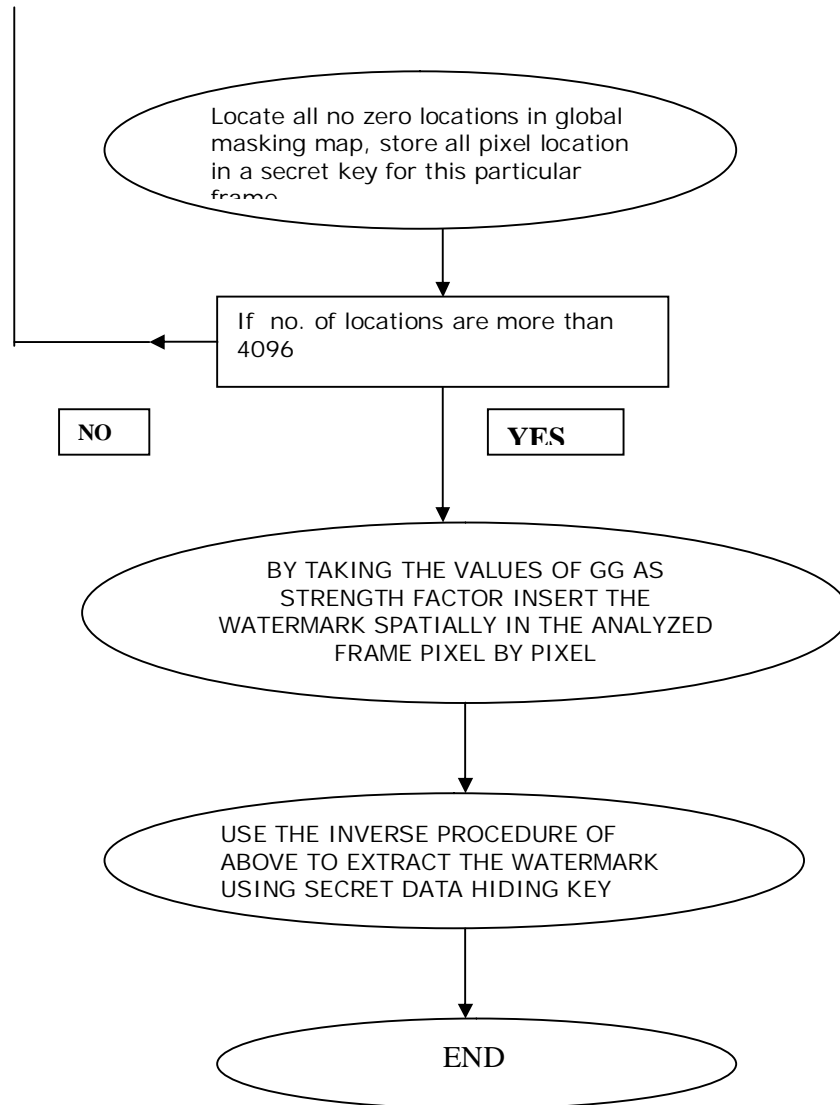 Locate all no zero locations in global
masking map, store all pixel location
in a secret key for this particular
frame
If no. of locations are more than
4096
NO
YES
BY TAKING THE VALUES OF GG AS
STRENGTH FACTOR INSERT THE
WATERMARK SPATIALLY IN THE ANALYZED
FRAME PIXEL BY PIXEL
USE THE INVERSE PROCEDURE OF
ABOVE TO EXTRACT THE WATERMARK
USING SECRET DATA HIDING KEY
END